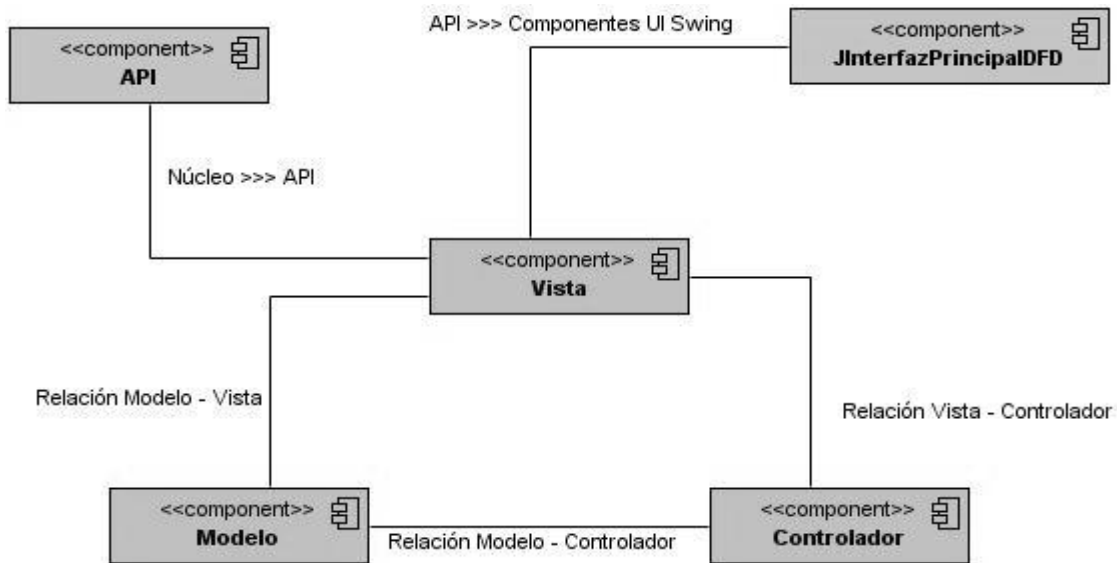 API >>> Componentes UI Swing
<<component>>
API
<<component>>
JInterfazPrincipalDFD
Núcleo >>> API
<<component>>
Vista
Relación Modelo - Vista
Relación Vista - Controlador
<<component>>
Modelo
Relación Modelo - Controlador
<<component>>
Controlador